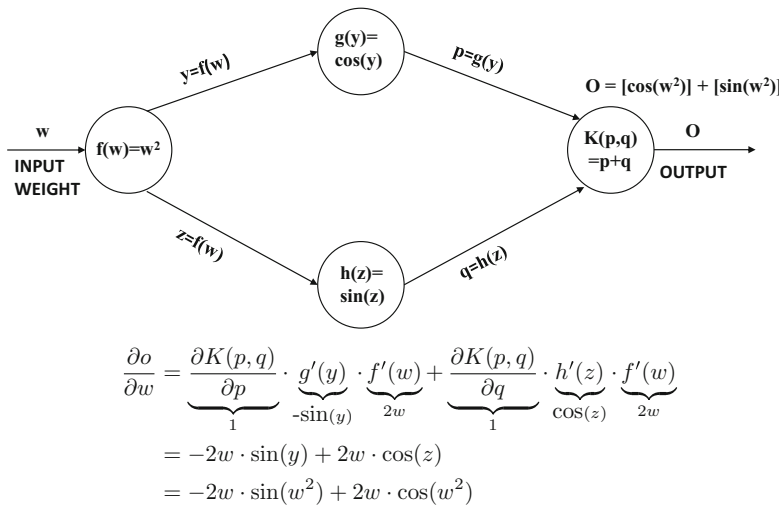 g(y)=
cos(y)
y=f(w)
p=g(y)
O = [cos(w²)] + [sin(w²)]
w
f(w)=w²
K(p,q)
=p+q
O
INPUT
WEIGHT
OUTPUT
z=f(w)
q=h(z)
h(z)=
sin(z)
∂o/∂w = ∂K(p, q)/∂p · g′(y) · f′(w) + ∂K(p, q)/∂q · h′(z) · f′(w)
1 -sin(y) 2w 1 cos(z) 2w
= −2w · sin(y) + 2w · cos(z)
= −2w · sin(w²) + 2w · cos(w²)